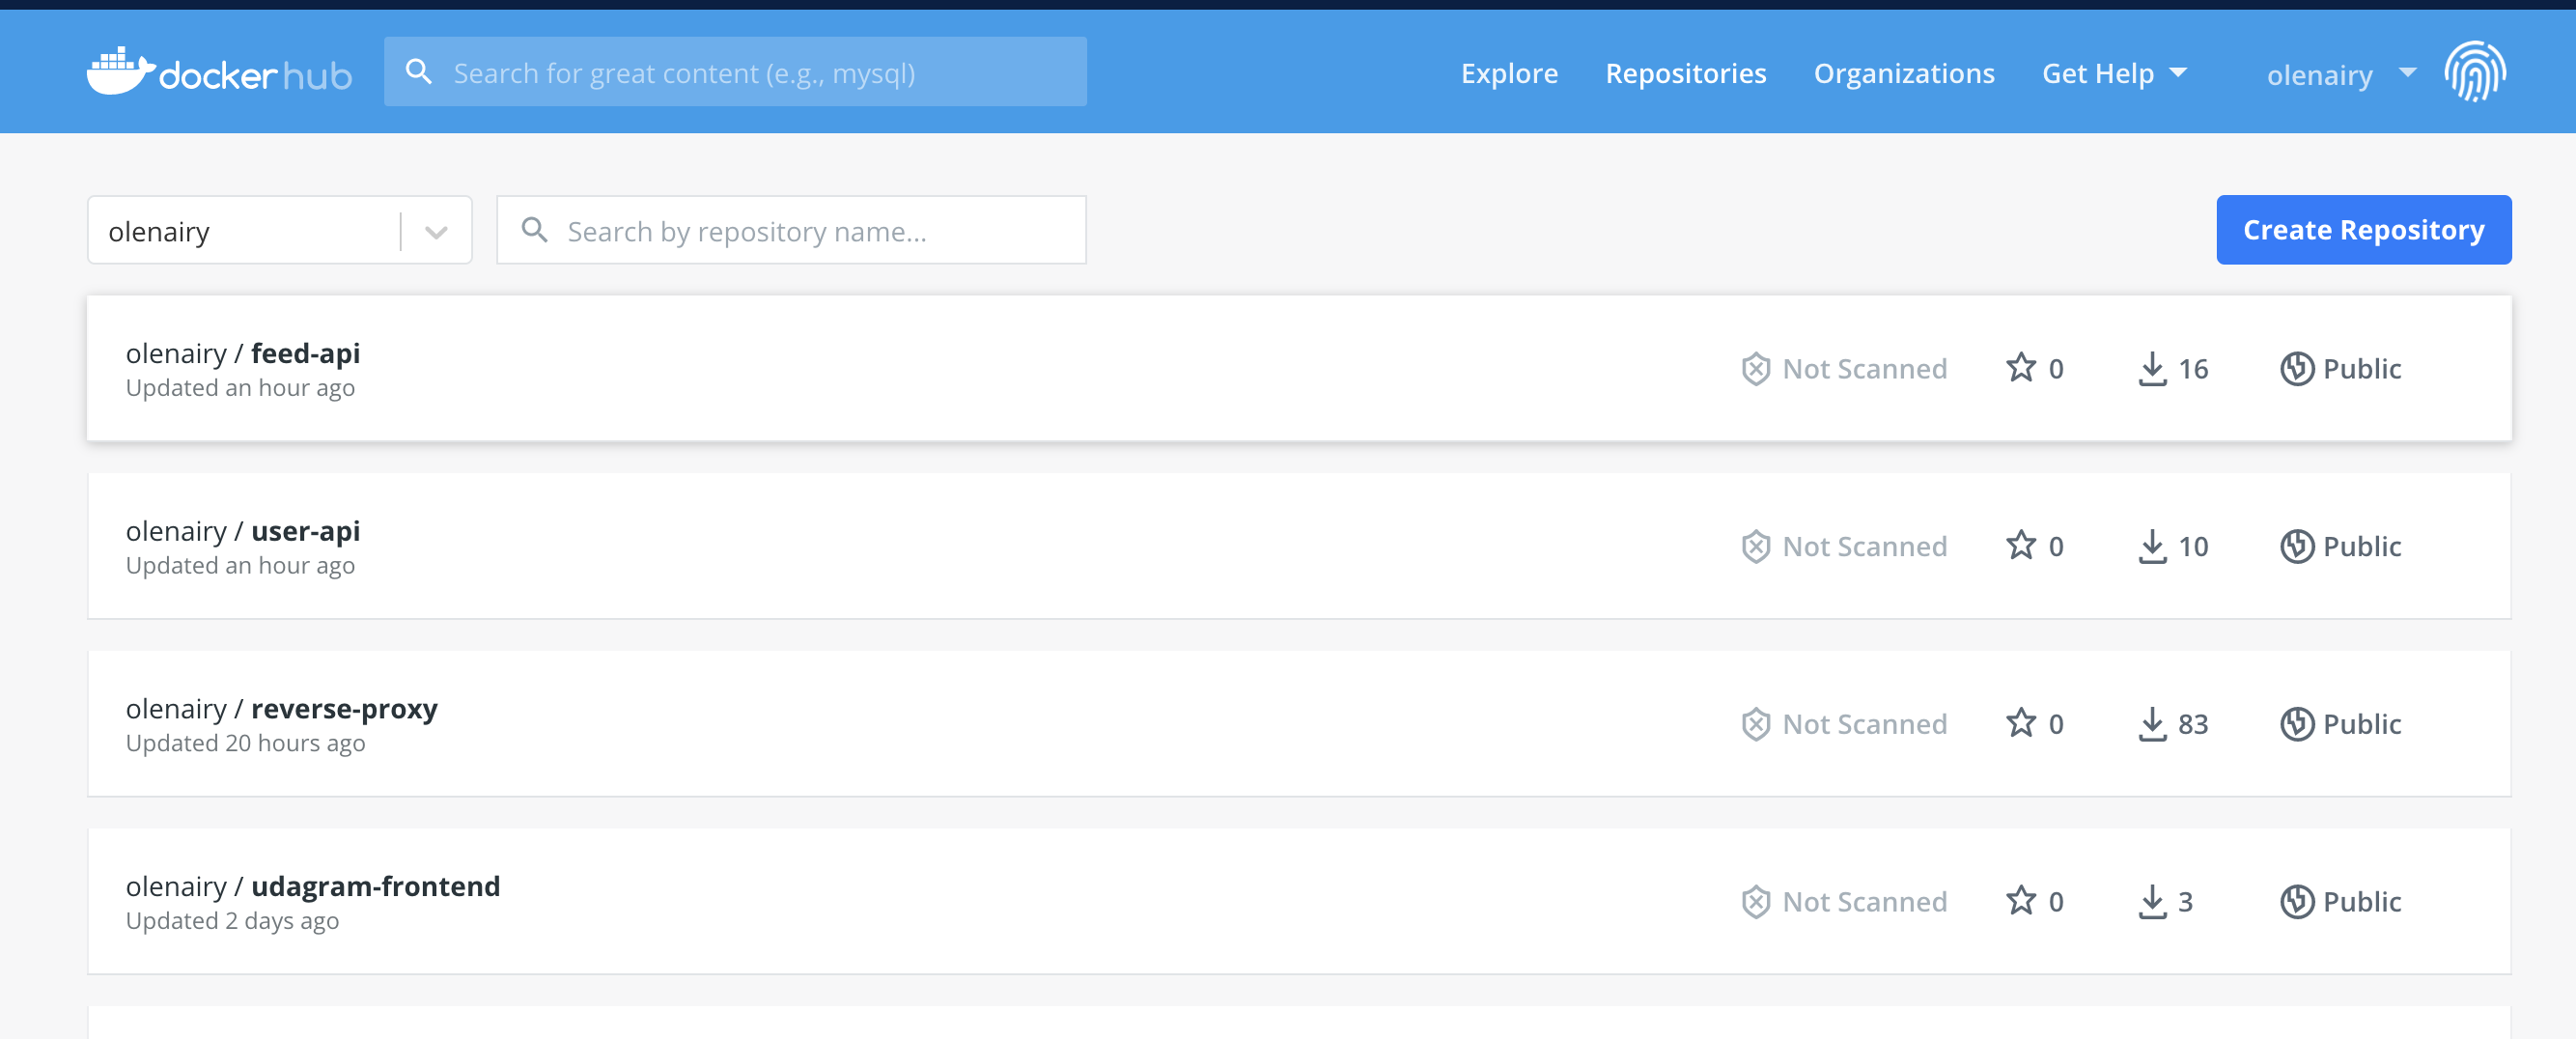 docker hub
Search for great content (e.g., mysql)
Explore
Repositories
Organizations
Get Help
olenairy
olenairy
Search by repository name...
Create Repository
olenairy / feed-api
Updated an hour ago
Not Scanned
0
16
Public
olenairy / user-api
Updated an hour ago
Not Scanned
0
10
Public
olenairy / reverse-proxy
Updated 20 hours ago
Not Scanned
0
83
Public
olenairy / udagram-frontend
Updated 2 days ago
Not Scanned
0
3
Public